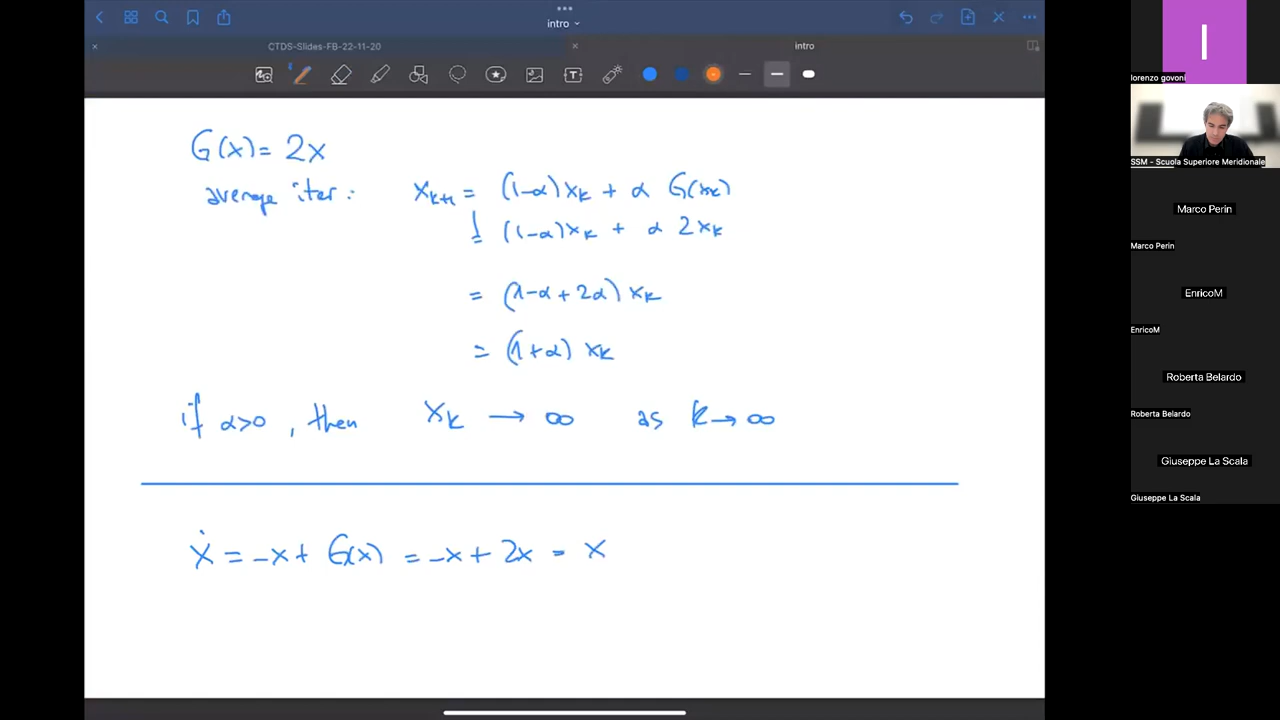 intro
CTDS-Slides-FB-22-11-20
intro
G(x) = 2x
average iter: x_{k+1} = (1-α)x_k + α G(x_k)
= (1-α)x_k + α 2x_k
= (1-α+2α) x_k
= (1+α) x_k
if α>0, then x_k → ∞ as k → ∞
ẋ = -x + G(x) = -x + 2x = x
I
lorenzo govoni
SSM - Scuola Superiore Meridionale
Marco Perin
Marco Perin
EnricoM
EnricoM
Roberta Belardo
Roberta Belardo
Giuseppe La Scala
Giuseppe La Scala